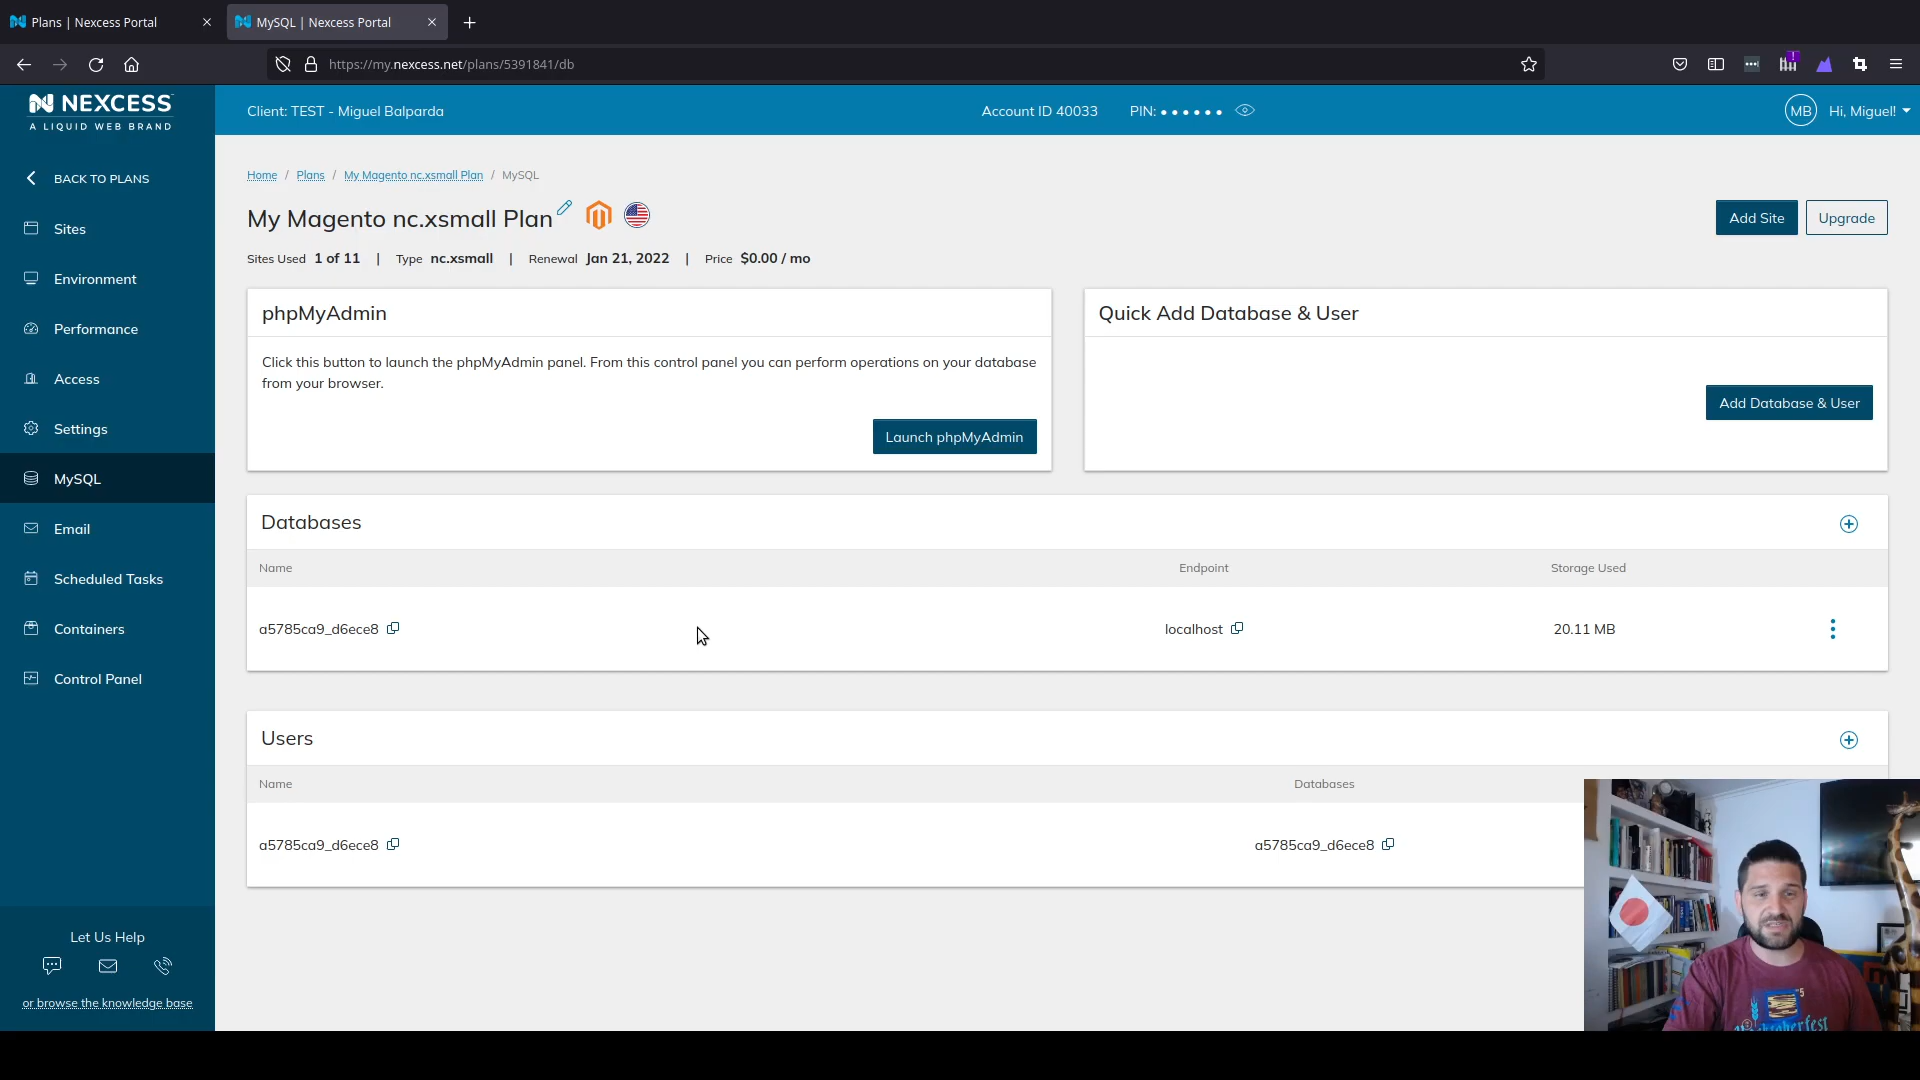 Plans | Nexcess Portal
MySQL | Nexcess Portal
https://my.nexcess.net/plans/5391841/db
NEXCESS
A LIQUID WEB BRAND
Client: TEST - Miguel Balparda
Account ID 40033
PIN: ● ● ● ● ● ●
MB
Hi, Miguel!
BACK TO PLANS
Sites
Environment
Performance
Access
Settings
MySQL
Email
Scheduled Tasks
Containers
Control Panel
Let Us Help
or browse the knowledge base
Home / Plans / My Magento nc.xsmall Plan / MySQL
My Magento nc.xsmall Plan
Add Site
Upgrade
Sites Used 1 of 11 | Type nc.xsmall | Renewal Jan 21, 2022 | Price $0.00 / mo
phpMyAdmin
Click this button to launch the phpMyAdmin panel. From this control panel you can perform operations on your database
from your browser.
Launch phpMyAdmin
Quick Add Database & User
Add Database & User
Databases
Name Endpoint Storage Used
a5785ca9_d6ece8 localhost 20.11 MB
Users
Name Databases
a5785ca9_d6ece8 a5785ca9_d6ece8